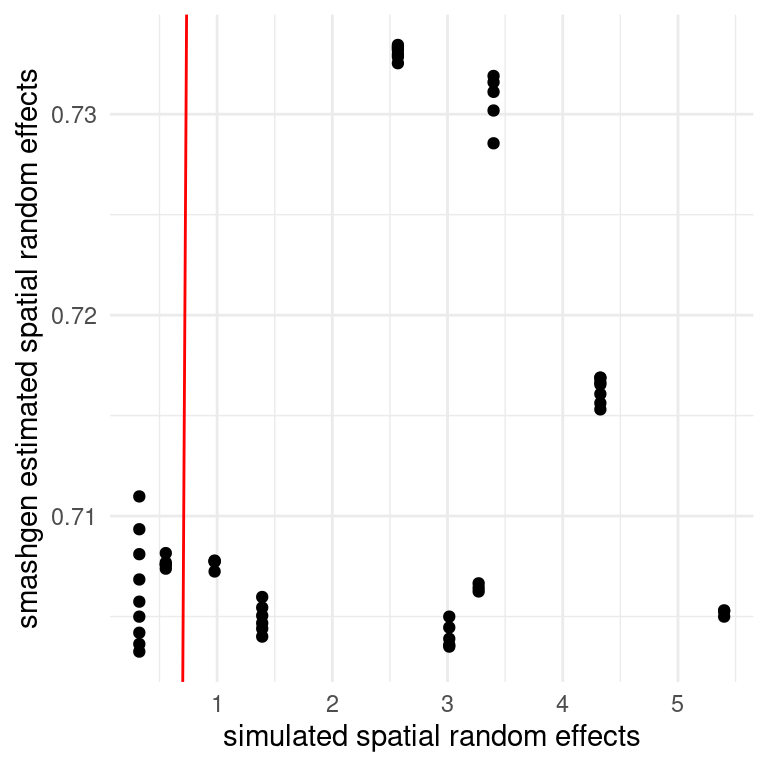 smashgen estimated spatial random effects
0.73
0.72
0.71
1 2 3 4 5
simulated spatial random effects